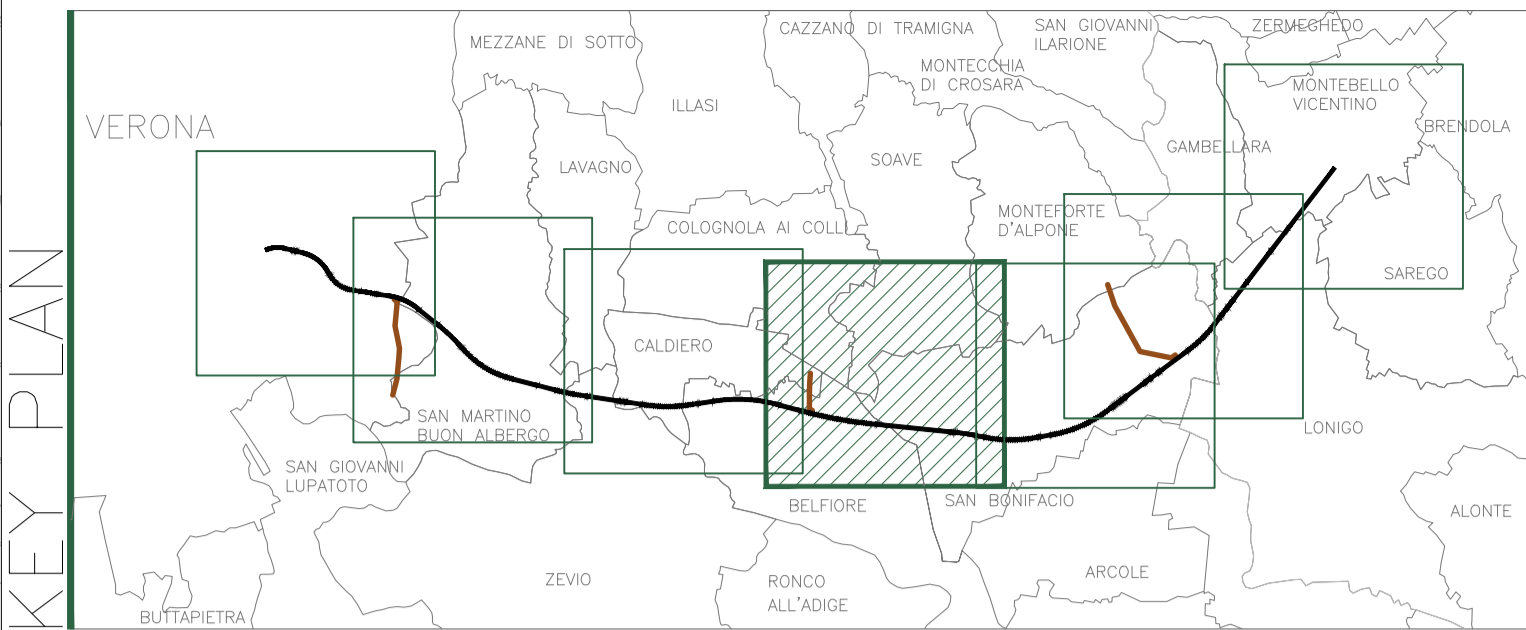 KEY PLAN
MEZZANE DI SOTTO
CAZZANO DI TRAMIGNA
SAN GIOVANNI
ILARIONE
ZERMEGHEDO
MONTECCHIA
DI CROSARA
ILLASI
MONTEBELLO
VICENTINO
VERONA
BRENDOLA
LAVAGNO
SOAVE
GAMBELLARA
COLOGNOLA AI COLLI
MONTEFORTE
D'ALPONE
SAREGO
CALDIERO
SAN MARTINO
BUON ALBERGO
LONIGO
SAN GIOVANNI
LUPATOTO
BELFIORE
SAN BONIFACIO
ALONTE
ZEVIO
RONCO
ALL'ADIGE
ARCOLE
BUTTAPIETRA